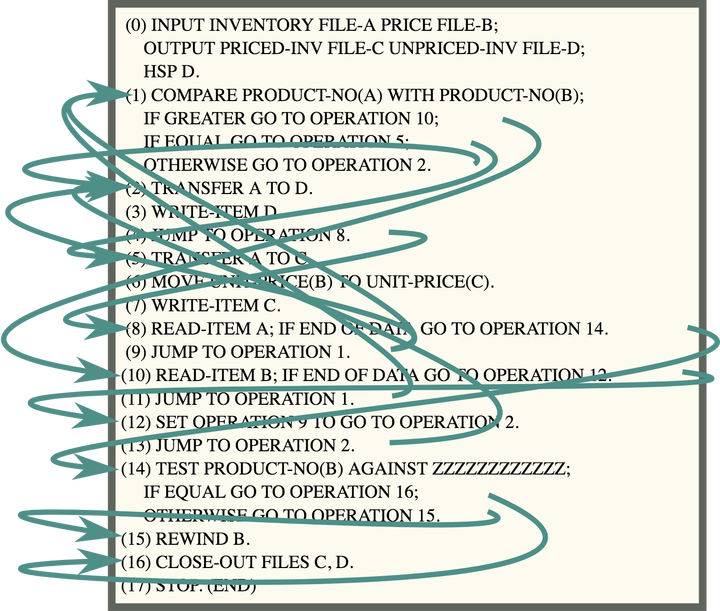 (0) INPUT INVENTORY FILE-A PRICE FILE-B;
OUTPUT PRICED-INV FILE-C UNPRICED-INV FILE-D;
HSP D.
(1) COMPARE PRODUCT-NO(A) WITH PRODUCT-NO(B);
IF GREATER GO TO OPERATION 10;
IF EQUAL GO TO OPERATION 5;
OTHERWISE GO TO OPERATION 2.
(2) TRANSFER A TO D.
(3) WRITE-ITEM D.
(4) JUMP TO OPERATION 8.
(5) TRANSFER A TO C.
(6) MOVE UNIT-PRICE(B) TO UNIT-PRICE(C).
(7) WRITE-ITEM C.
(8) READ-ITEM A; IF END OF DATA GO TO OPERATION 14.
(9) JUMP TO OPERATION 1.
(10) READ-ITEM B; IF END OF DATA GO TO OPERATION 12.
(11) JUMP TO OPERATION 1.
(12) SET OPERATION 9 TO GO TO OPERATION 2.
(13) JUMP TO OPERATION 2.
(14) TEST PRODUCT-NO(B) AGAINST ZZZZZZZZZZZZ;
IF EQUAL GO TO OPERATION 16;
OTHERWISE GO TO OPERATION 15.
(15) REWIND B.
(16) CLOSE-OUT FILES C, D.
(17) STOP. (END)